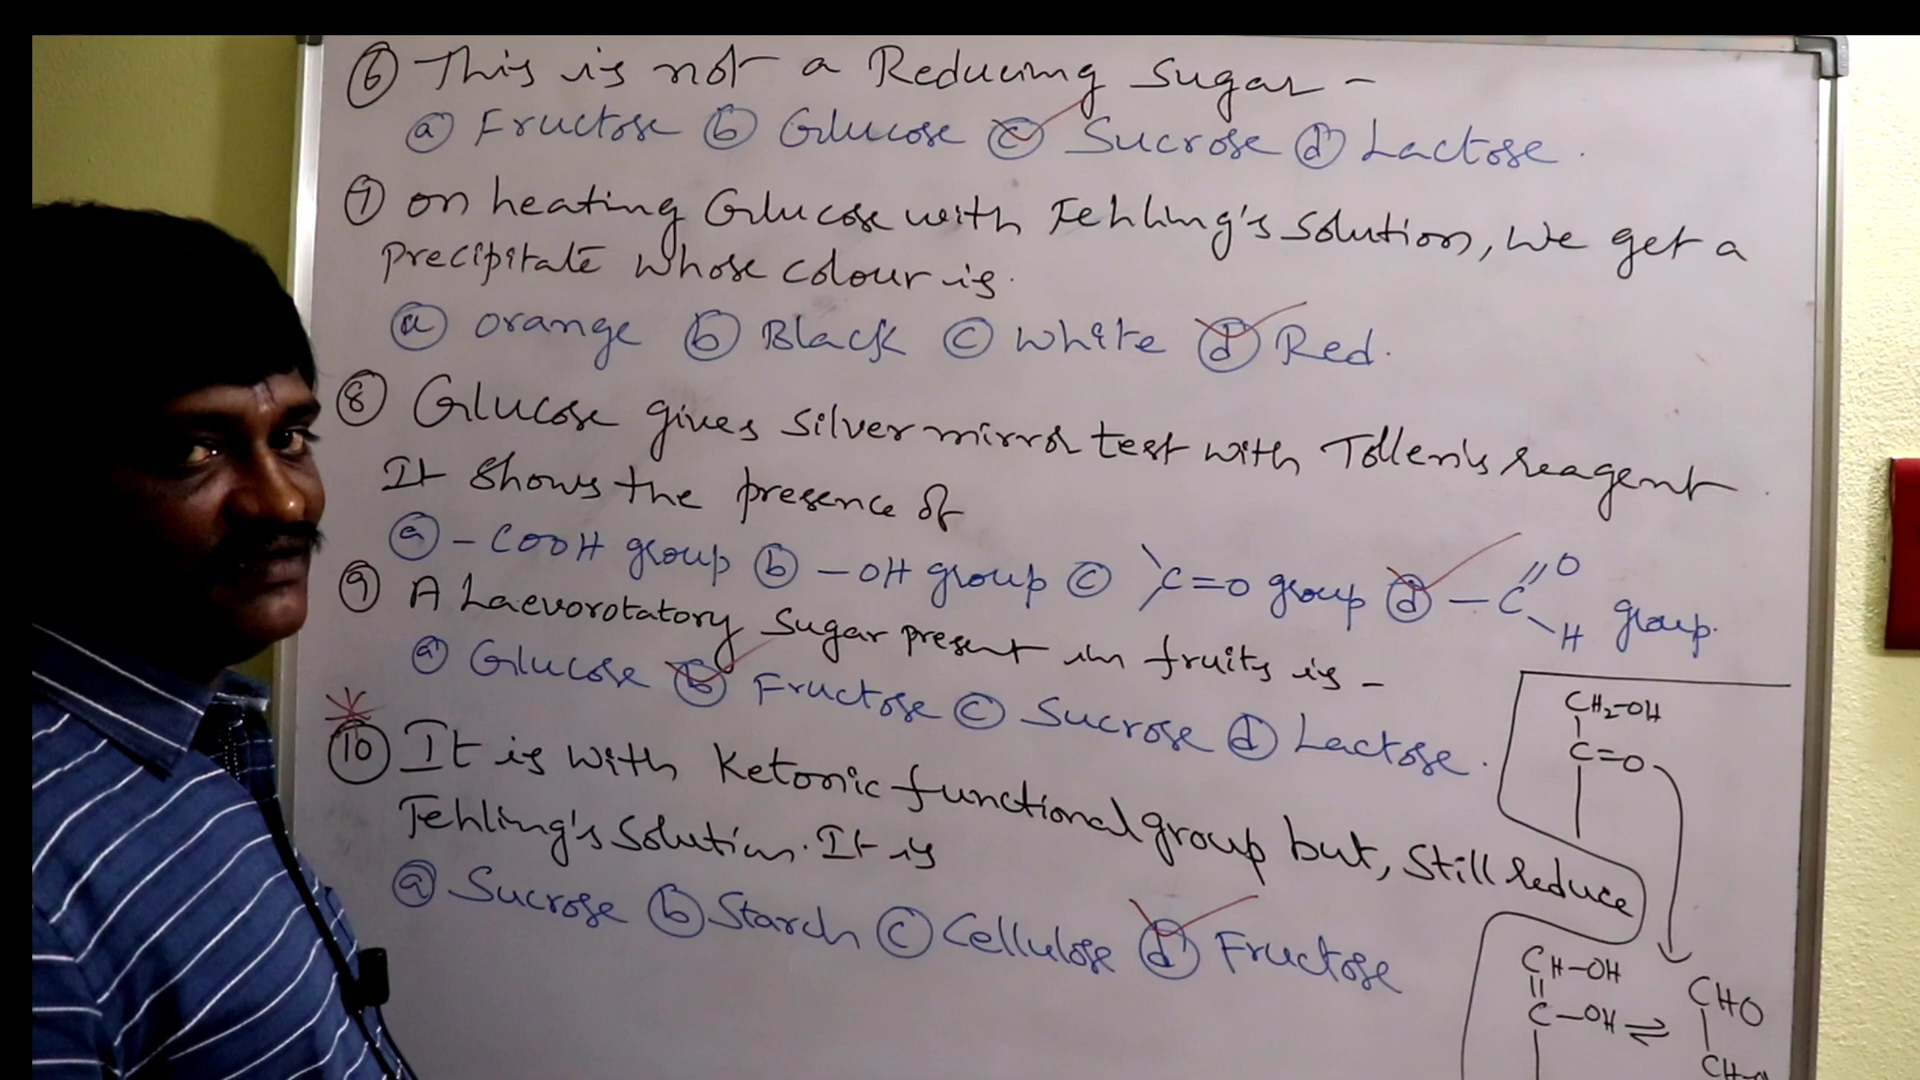 ⑥ This is not a Reducing Sugar -
ⓐ Fructose ⓑ Glucose ⓒ Sucrose ⓓ Lactose.
⑦ on heating Glucose with Fehling's Solution, We get a
Precipitate whose colour is.
ⓐ orange ⓑ Black ⓒ White ⓓ Red.
⑧ Glucose gives silver mirror test with Tollen's reagent.
It shows the presence of
ⓐ - COOH group ⓑ - OH group ⓒ >C=O group ⓓ -C(=O)H group.
⑨ A Laevorotatory Sugar present in fruits is -
ⓐ Glucose ⓑ Fructose ⓒ Sucrose ⓓ Lactose.
⑩ It is with Ketonic functional group but, Still reduce
Fehling's Solution. It is
ⓐ Sucrose ⓑ Starch ⓒ Cellulose ⓓ Fructose
CH₂-OH
C=O
CH-OH
C-OH ⇌
CHO